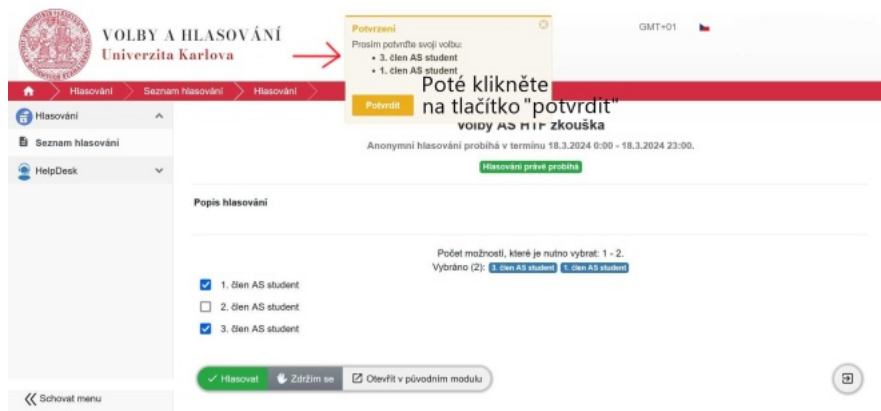 VOLBY A HLASOVÁNÍ
Univerzita Karlova
Potvrzení
Prosím potvrďte svoji volbu:
3. člen AS student
1. člen AS student
Potvrdit
GMT+01
Poté klikněte
na tlačítko "potvrdit"
Hlasování
Seznam hlasování
Hlasování
Hlasování
Seznam hlasování
HelpDesk
Volby AS HTF zkouška
Anonymní hlasování probíhá v termínu 18.3.2024 0:00 - 18.3.2024 23:00.
Hlasování právě probíhá
Popis hlasování
Počet možností, které je nutno vybrat: 1 - 2.
Vybráno (2): 3. člen AS student 1. člen AS student
1. člen AS student
2. člen AS student
3. člen AS student
Hlasovat Zdržím se Otevřít v původním modulu
Schovat menu